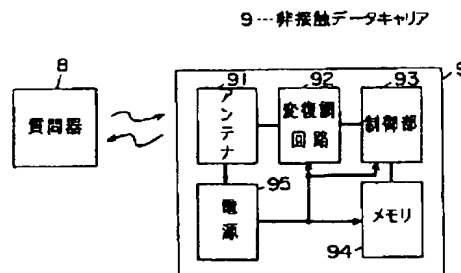 9…非接触データキャリア
8
質問器
91
アンテナ
92
変復調
回路
93
制御部
9
95
電源
94
メモリ